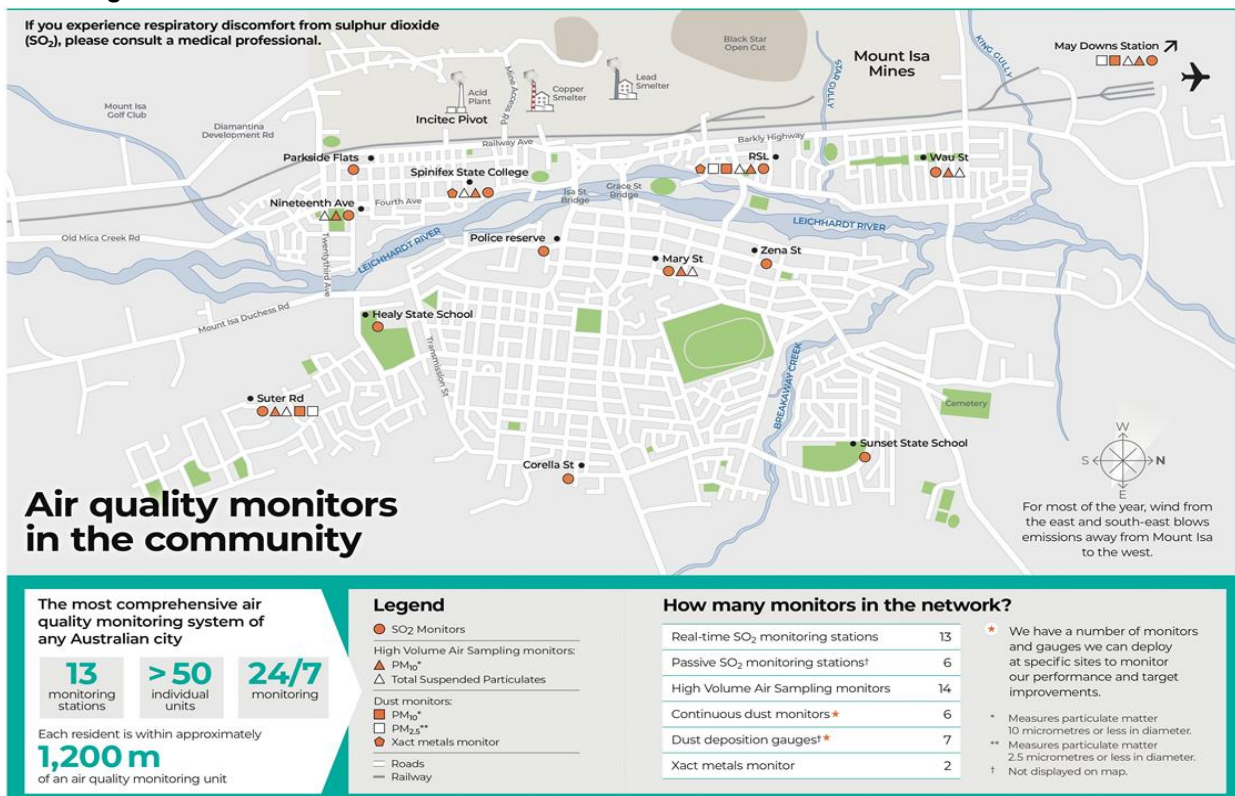 If you experience respiratory discomfort from sulphur dioxide
(SO₂), please consult a medical professional.
Black Star
Open Cut
Mount Isa
Mines
STAR GULLY
KING GULLY
May Downs Station
Mount Isa
Golf Club
Diamantina
Development Rd
Acid
Plant
Incitec Pivot
Mine Access Rd
Copper
Smelter
Lead
Smelter
Railway Ave
Barkly Highway
Parkside Flats
Spinifex State College
RSL
Wau St
Nineteenth Ave
Fourth Ave
Isa St
Bridge
Grace St
Bridge
LEICHHARDT RIVER
Old Mica Creek Rd
Twentythird Ave
LEICHHARDT RIVER
Police reserve
Mary St
Zena St
Mount Isa Duchess Rd
Healy State School
Transmission St
BREAKAWAY CREEK
Suter Rd
Cemetery
Corella St
Sunset State School
W
S
N
E
For most of the year, wind from
the east and south-east blows
emissions away from Mount Isa
to the west.
Air quality monitors
in the community
The most comprehensive air
quality monitoring system of
any Australian city
13
monitoring
stations
>50
individual
units
24/7
monitoring
Each resident is within approximately
1,200 m
of an air quality monitoring unit
Legend
SO₂ Monitors
High Volume Air Sampling monitors:
PM₁₀*
Total Suspended Particulates
Dust monitors:
PM₁₀*
PM₂.₅**
Xact metals monitor
Roads
Railway
How many monitors in the network?
Real-time SO₂ monitoring stations 13
Passive SO₂ monitoring stations† 6
High Volume Air Sampling monitors 14
Continuous dust monitors★ 6
Dust deposition gauges†★ 7
Xact metals monitor 2
★ We have a number of monitors
and gauges we can deploy
at specific sites to monitor
our performance and target
improvements.
* Measures particulate matter
10 micrometres or less in diameter.
** Measures particulate matter
2.5 micrometres or less in diameter.
† Not displayed on map.